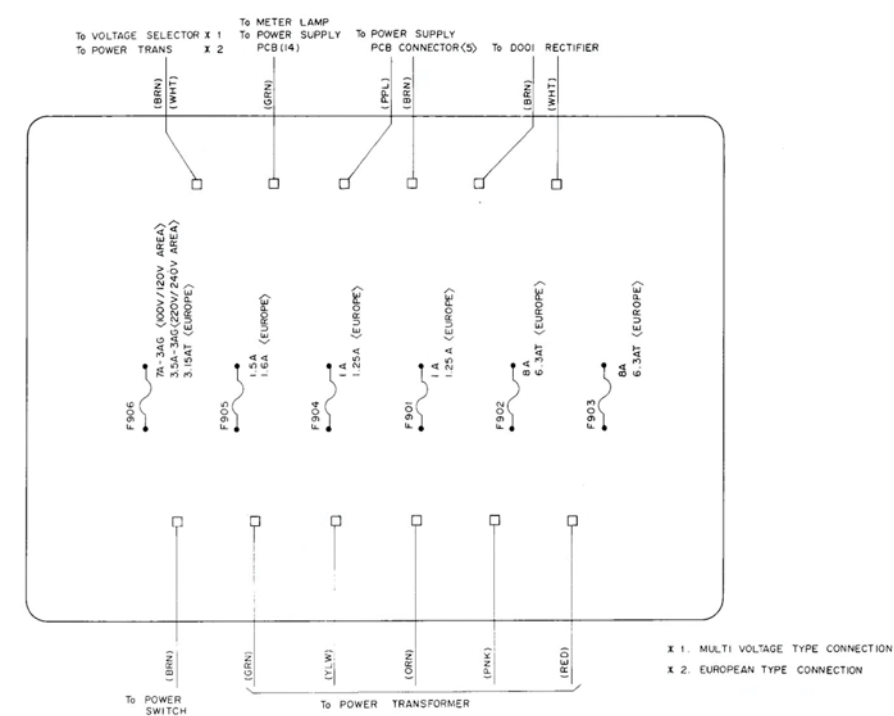 To VOLTAGE SELECTOR X 1
To POWER TRANS X 2
To METER LAMP
To POWER SUPPLY
PCB(14)
To POWER SUPPLY
PCB CONNECTOR(5)
To D001 RECTIFIER
(BRN)
(WHT)
(GRN)
(PPL)
(BRN)
(BRN)
(WHT)
F906
7A-3AG (100V/120V AREA)
3.5A-3AG(220V/240V AREA)
3.15AT (EUROPE)
F905
1.5A
1.6A (EUROPE)
F904
1A
1.25A (EUROPE)
F901
1A
1.25A (EUROPE)
F902
8A
6.3AT (EUROPE)
F903
8A
6.3AT (EUROPE)
(BRN)
(GRN)
(YLW)
(ORN)
(PNK)
(RED)
To POWER
SWITCH
To POWER TRANSFORMER
X 1. MULTI VOLTAGE TYPE CONNECTION
X 2. EUROPEAN TYPE CONNECTION